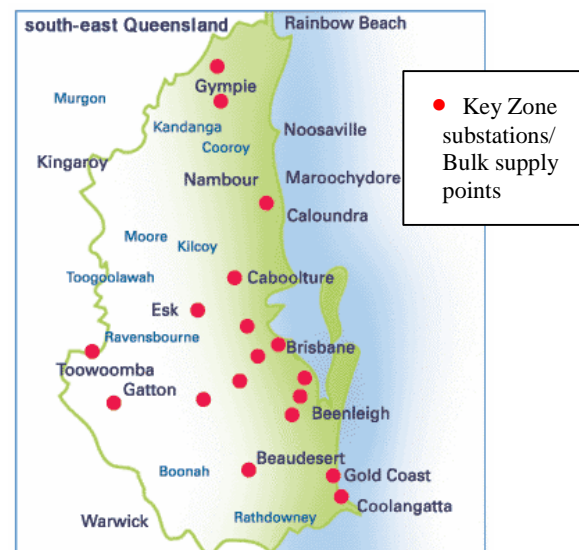 south-east Queensland
Rainbow Beach
Gympie
Murgon
Kandanga
Noosaville
Cooroy
Kingaroy
Nambour
Maroochydore
Caloundra
Moore
Kilcoy
Toogoolawah
Caboolture
Esk
Ravensbourne
Brisbane
Toowoomba
Gatton
Beenleigh
Beaudesert
Boonah
Gold Coast
Coolangatta
Warwick
Rathdowney
Key Zone
substations/
Bulk supply
points